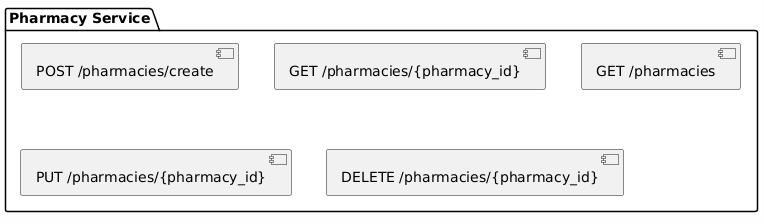 Pharmacy Service
POST /pharmacies/create
GET /pharmacies/{pharmacy_id}
GET /pharmacies
PUT /pharmacies/{pharmacy_id}
DELETE /pharmacies/{pharmacy_id}